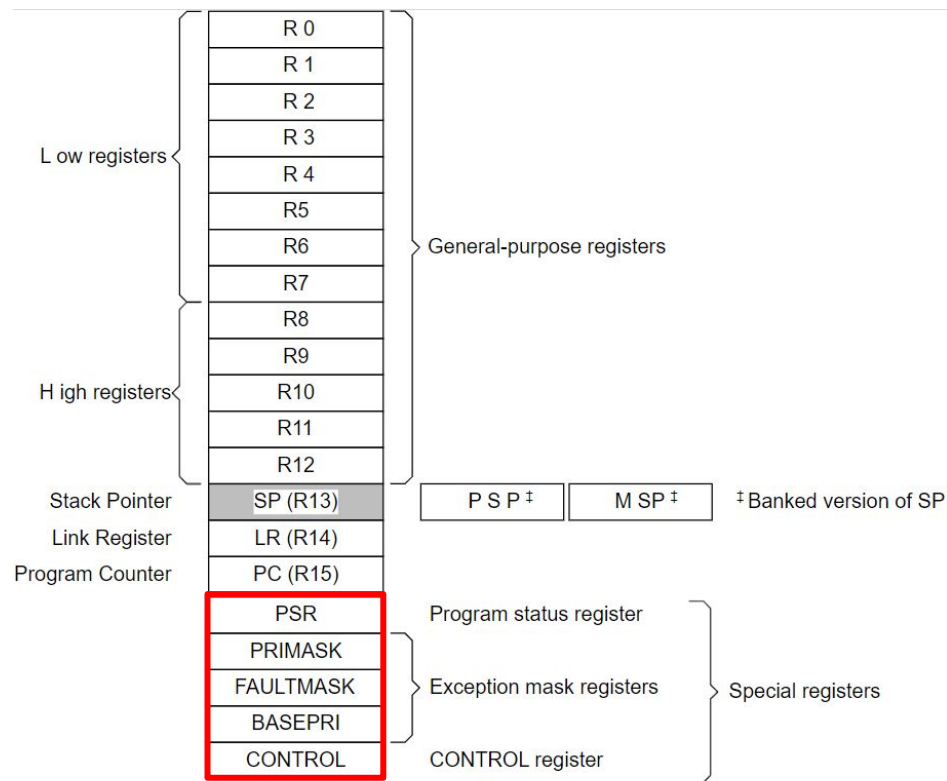 R 0
R 1
R 2
R 3
L ow registers
R 4
R5
R6
General-purpose registers
R7
R8
R9
H igh registers
R10
R11
R12
Stack Pointer SP (R13) P S P ‡ M SP ‡ ‡ Banked version of SP
Link Register LR (R14)
Program Counter PC (R15)
PSR Program status register
PRIMASK
FAULTMASK Exception mask registers Special registers
BASEPRI
CONTROL CONTROL register